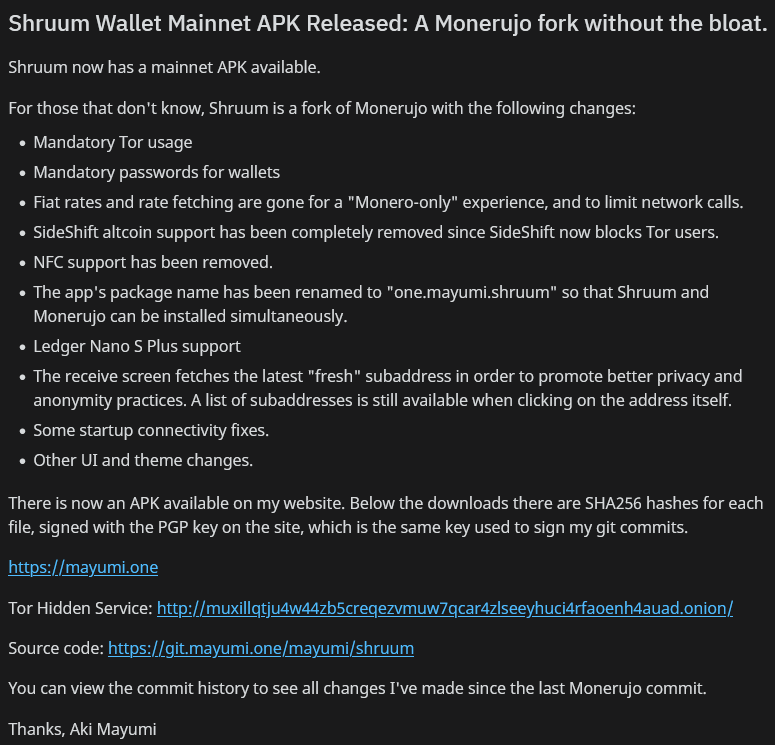 Shruum Wallet Mainnet APK Released: A Monerujo fork without the bloat.
Shruum now has a mainnet APK available.
For those that don't know, Shruum is a fork of Monerujo with the following changes:
• Mandatory Tor usage
• Mandatory passwords for wallets
• Fiat rates and rate fetching are gone for a "Monero-only" experience, and to limit network calls.
• SideShift altcoin support has been completely removed since SideShift now blocks Tor users.
• NFC support has been removed.
• The app's package name has been renamed to "one.mayumi.shruum" so that Shruum and
Monerujo can be installed simultaneously.
• Ledger Nano S Plus support
• The receive screen fetches the latest "fresh" subaddress in order to promote better privacy and
anonymity practices. A list of subaddresses is still available when clicking on the address itself.
• Some startup connectivity fixes.
• Other UI and theme changes.
There is now an APK available on my website. Below the downloads there are SHA256 hashes for each
file, signed with the PGP key on the site, which is the same key used to sign my git commits.
https://mayumi.one
Tor Hidden Service: http://muxillqtju4w44zb5creqezvmuw7qcar4zlseeyhuci4rfaoenh4auad.onion/
Source code: https://git.mayumi.one/mayumi/shruum
You can view the commit history to see all changes I've made since the last Monerujo commit.
Thanks, Aki Mayumi